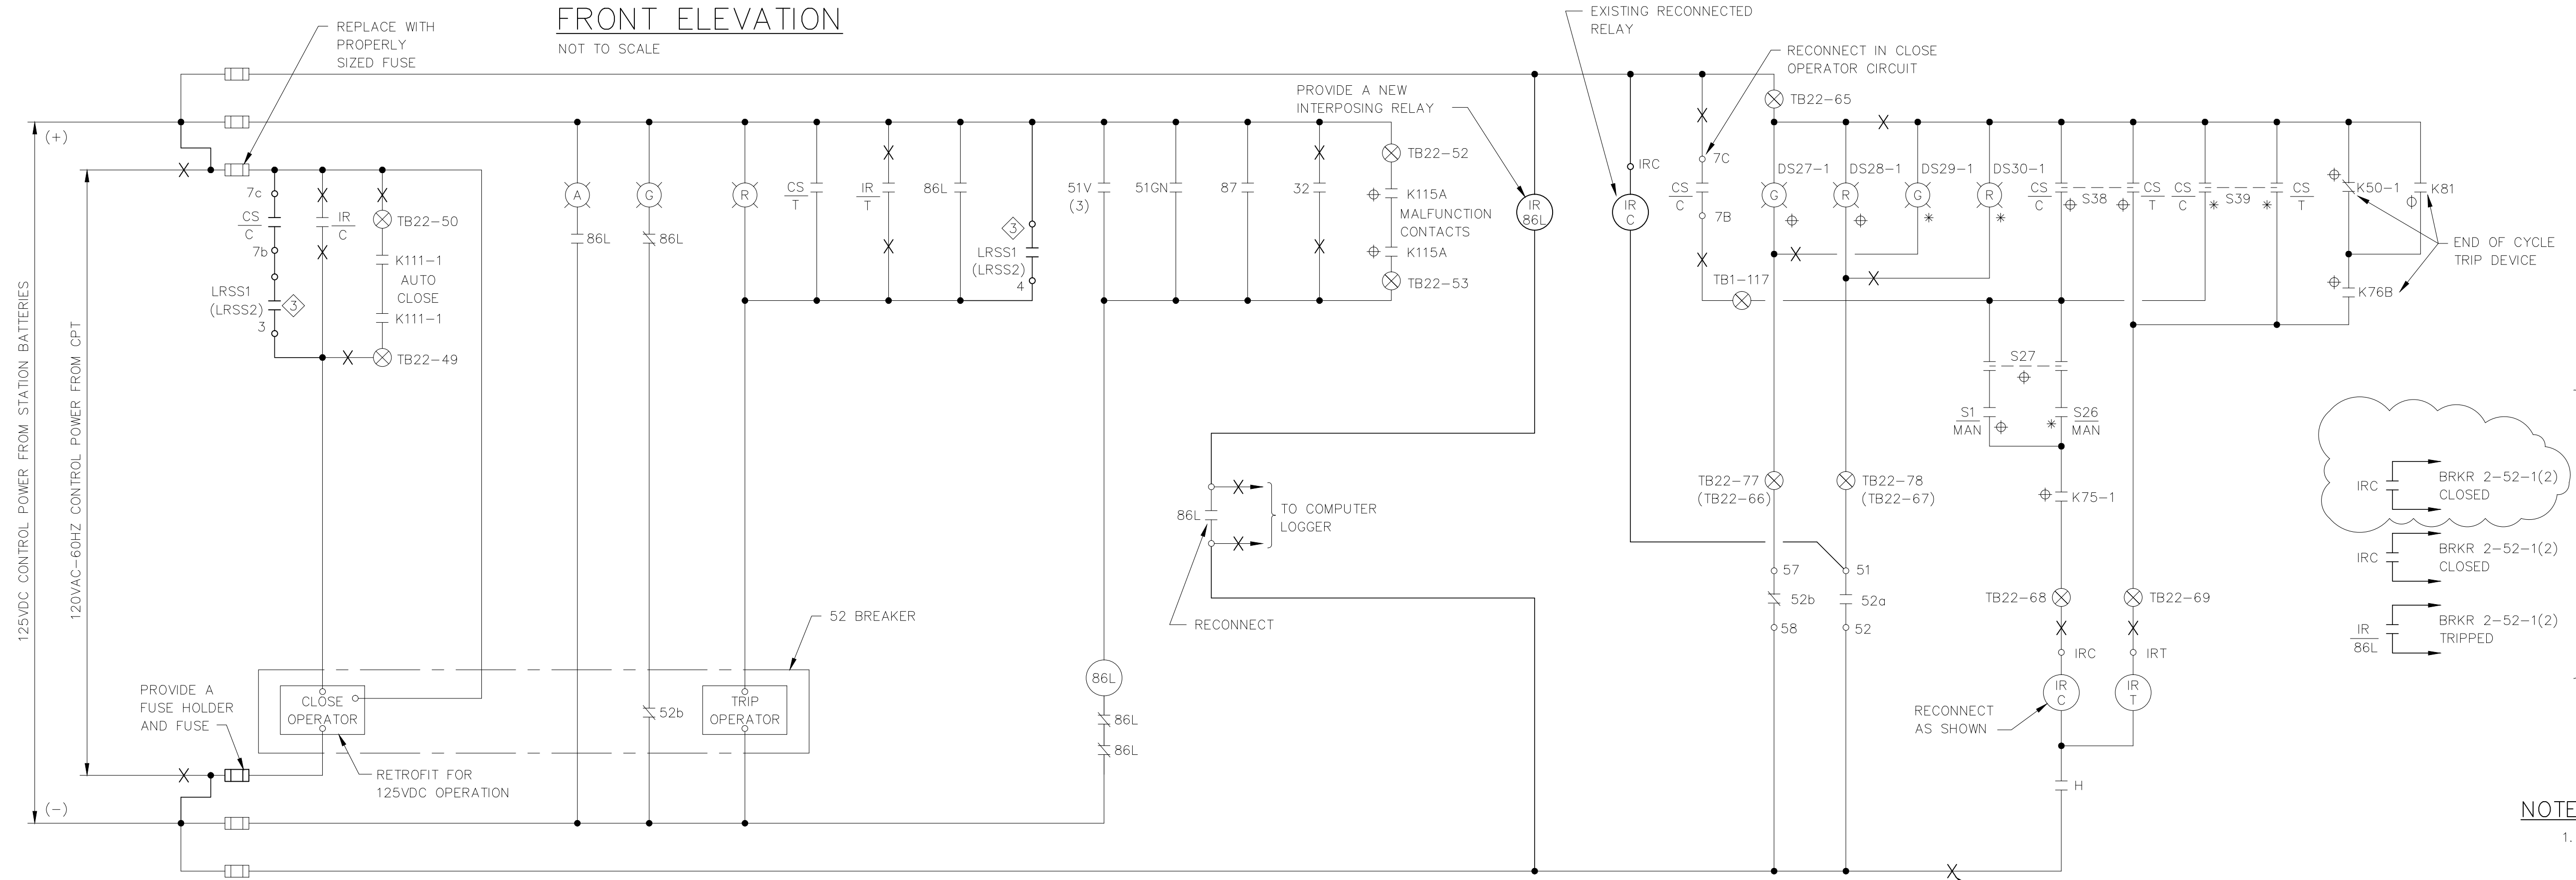 FRONT ELEVATION
NOT TO SCALE
REPLACE WITH
PROPERLY
SIZED FUSE
EXISTING RECONNECTED
RELAY
RECONNECT IN CLOSE
OPERATOR CIRCUIT
PROVIDE A NEW
INTERPOSING RELAY
125VDC CONTROL POWER FROM STATION BATTERIES
120VAC-60HZ CONTROL POWER FROM CPT
(+)
(-)
7c
CS
C
7b
LRSS1
(LRSS2)
3
3
IR
C
TB22-50
K111-1
AUTO
CLOSE
K111-1
TB22-49
A
86L
G
86L
52b
R
CS
T
IR
T
86L
3
LRSS1
(LRSS2)
4
51V
(3)
51GN
87
32
TB22-52
K115A
MALFUNCTION
CONTACTS
K115A
TB22-53
86L
86L
86L
IR
86L
IRC
IR
C
7C
CS
C
7B
TB1-117
TB22-65
DS27-1
G
DS28-1
R
DS29-1
G
*
DS30-1
R
*
CS
C
S38
CS
T
CS
C
*
S39
*
CS
T
K50-1
K81
END OF CYCLE
TRIP DEVICE
K76B
S27
S1
MAN
*
S26
MAN
K75-1
TB22-77
(TB22-66)
TB22-78
(TB22-67)
57
52b
58
51
52a
52
TB22-68
TB22-69
IRC
IRT
IR
C
IR
T
RECONNECT
AS SHOWN
H
86L
TO COMPUTER
LOGGER
RECONNECT
52 BREAKER
CLOSE
OPERATOR
TRIP
OPERATOR
PROVIDE A
FUSE HOLDER
AND FUSE
RETROFIT FOR
125VDC OPERATION
IRC
BRKR 2-52-1(2)
CLOSED
IRC
BRKR 2-52-1(2)
CLOSED
IR
86L
BRKR 2-52-1(2)
TRIPPED
NOTE
1.